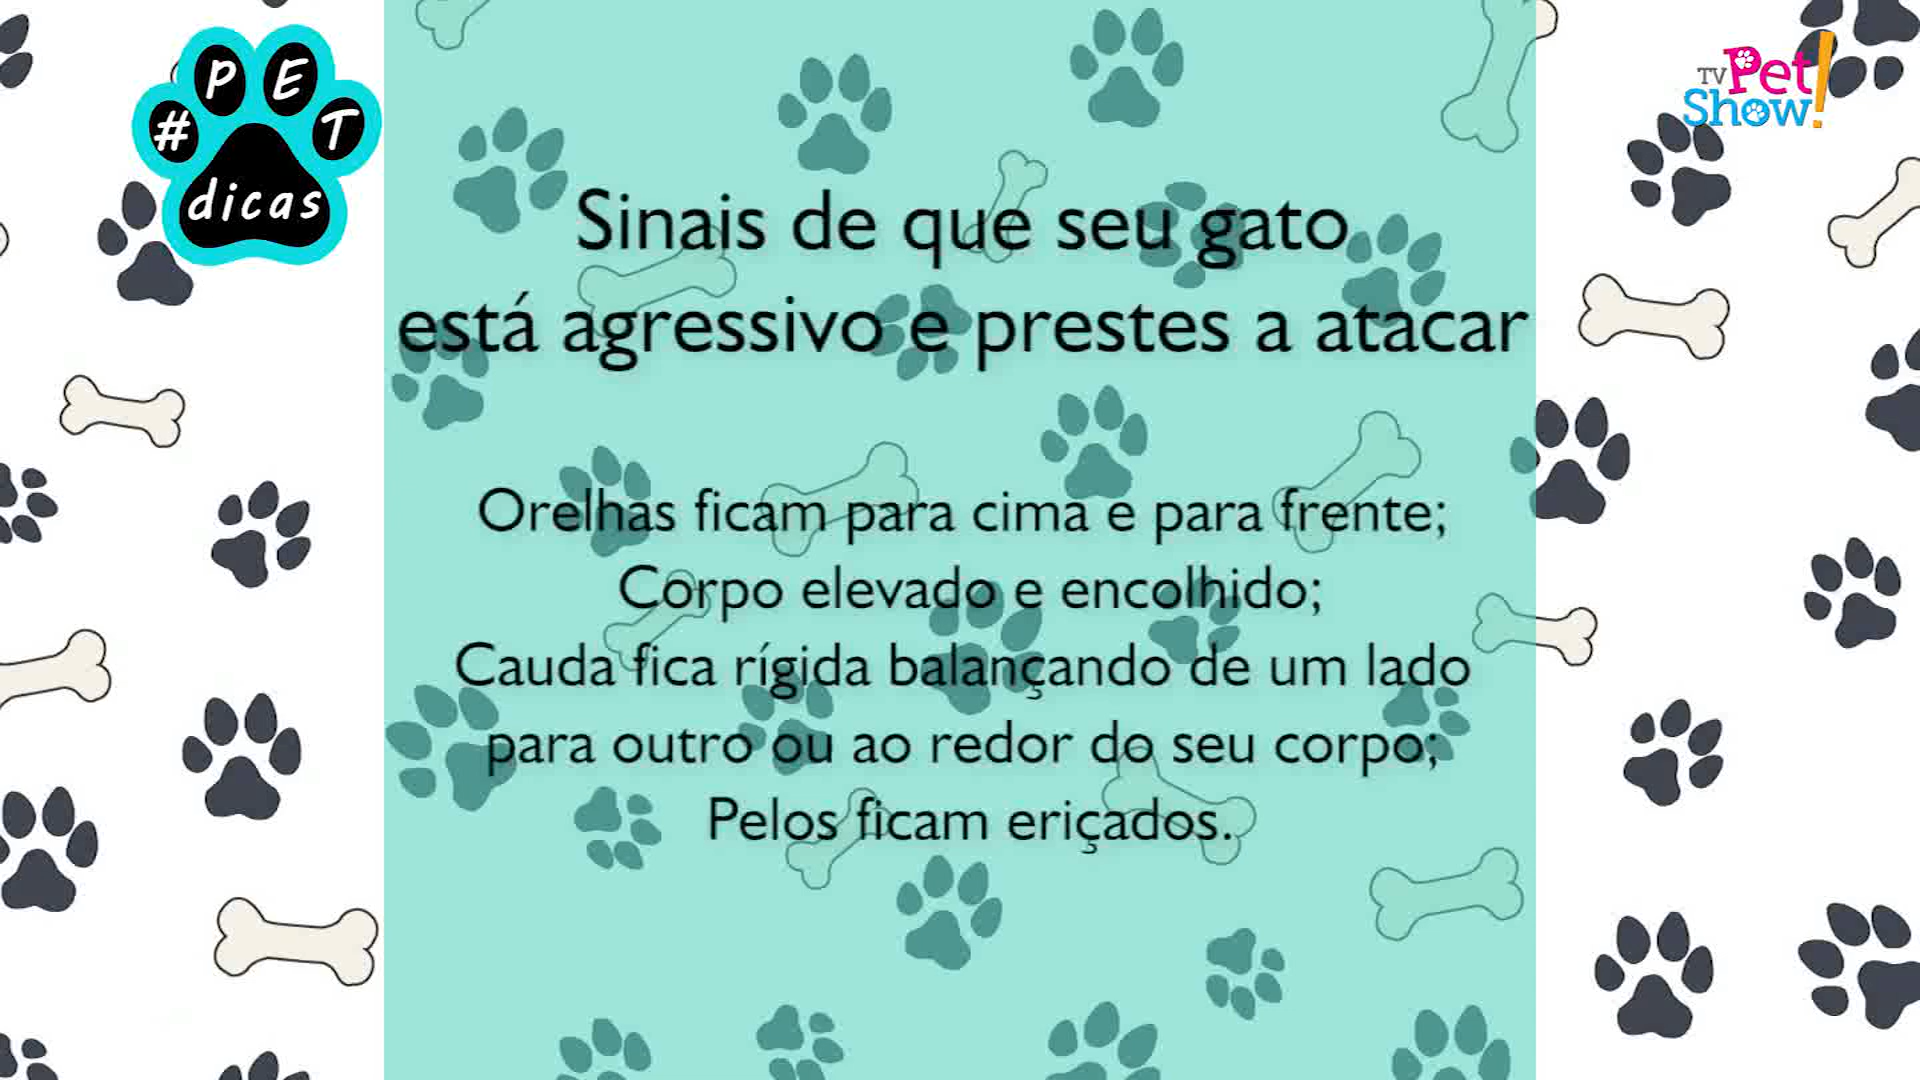 #PET
dicas
TV Pet
Show!
Sinais de que seu gato
está agressivo e prestes a atacar
Orelhas ficam para cima e para frente;
Corpo elevado e encolhido;
Cauda fica rígida balançando de um lado
para outro ou ao redor do seu corpo;
Pelos ficam eriçados.